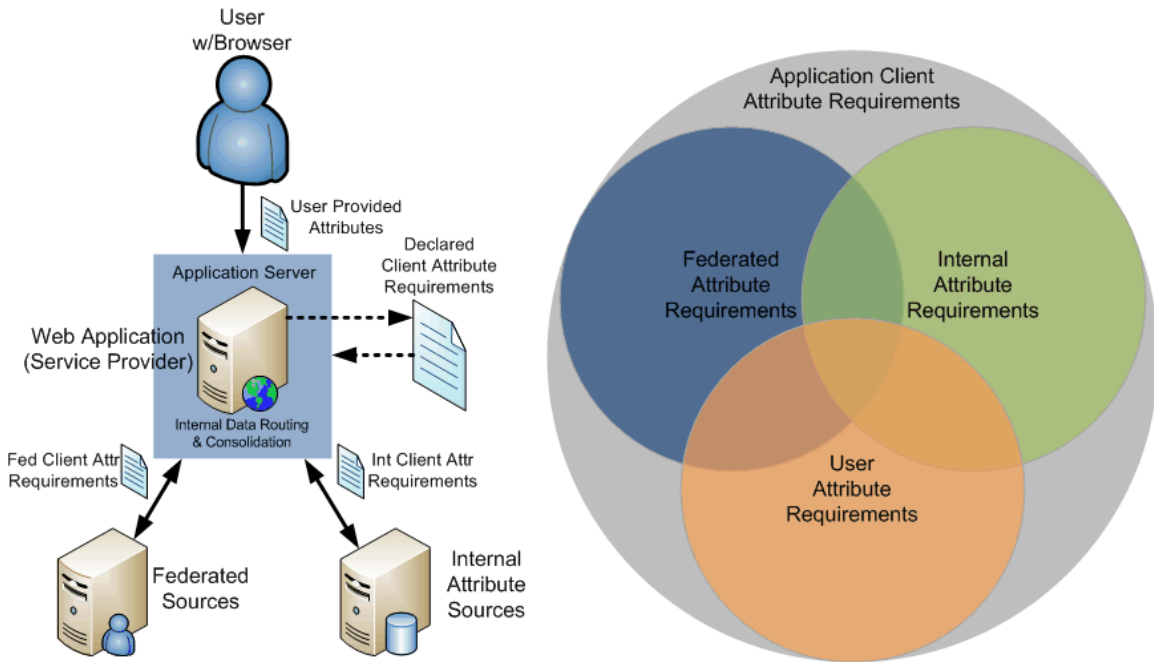 User
w/Browser
User Provided
Attributes
Declared
Client Attribute
Requirements
Application Server
Web Application
(Service Provider)
Internal Data Routing
& Consolidation
Fed Client Attr
Requirements
Int Client Attr
Requirements
Federated
Sources
Internal
Attribute
Sources
Application Client
Attribute Requirements
Federated
Attribute
Requirements
Internal
Attribute
Requirements
User
Attribute
Requirements